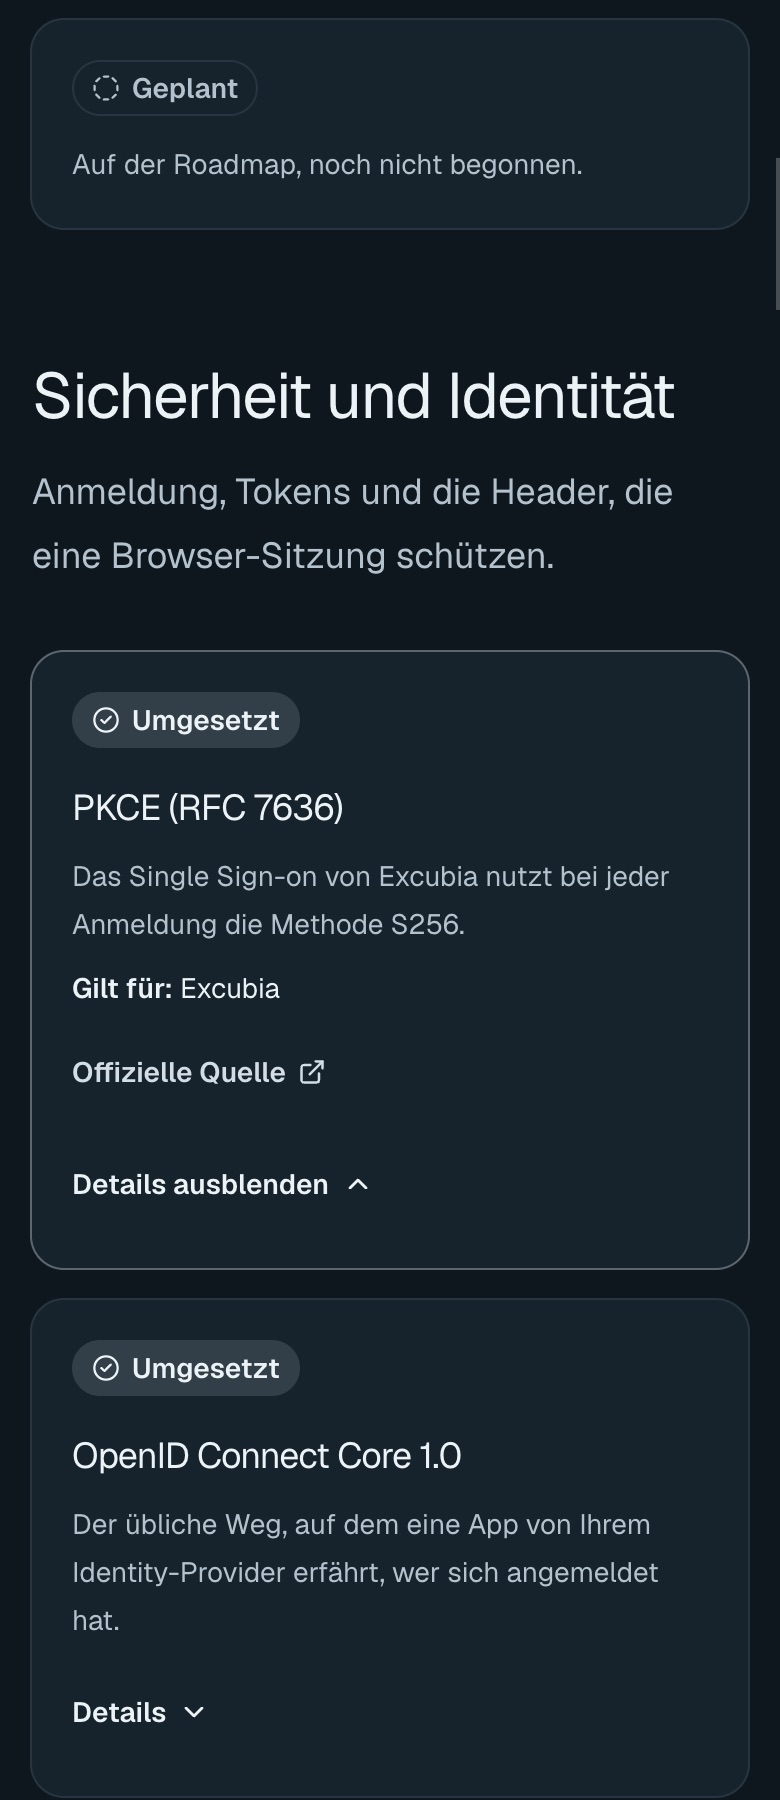 Geplant
Auf der Roadmap, noch nicht begonnen.
Sicherheit und Identität
Anmeldung, Tokens und die Header, die
eine Browser-Sitzung schützen.
Umgesetzt
PKCE (RFC 7636)
Das Single Sign-on von Excubia nutzt bei jeder
Anmeldung die Methode S256.
Gilt für: Excubia
Offizielle Quelle
Details ausblenden
Umgesetzt
OpenID Connect Core 1.0
Der übliche Weg, auf dem eine App von Ihrem
Identity-Provider erfährt, wer sich angemeldet
hat.
Details